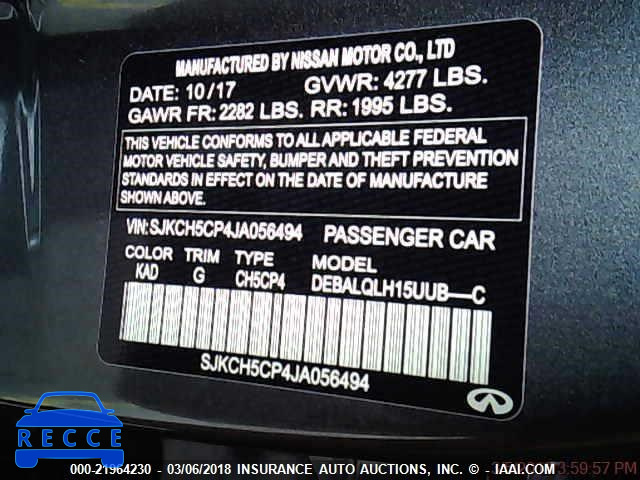 MANUFACTURED BY NISSAN MOTOR CO., LTD
DATE: 10/17 GVWR: 4277 LBS.
GAWR FR: 2282 LBS. RR: 1995 LBS.
THIS VEHICLE CONFORMS TO ALL APPLICABLE FEDERAL
MOTOR VEHICLE SAFETY, BUMPER AND THEFT PREVENTION
STANDARDS IN EFFECT ON THE DATE OF MANUFACTURE
SHOWN ABOVE.
VIN: SJKCH5CP4JA056494 PASSENGER CAR
COLOR TRIM TYPE MODEL
KAD G CH5CP4 DEBALQLH15UUB—C
SJKCH5CP4JA056494
RECCE
3:59:57 PM
000-21964230 - 03/06/2018 INSURANCE AUTO AUCTIONS, INC. © - IAAI.COM